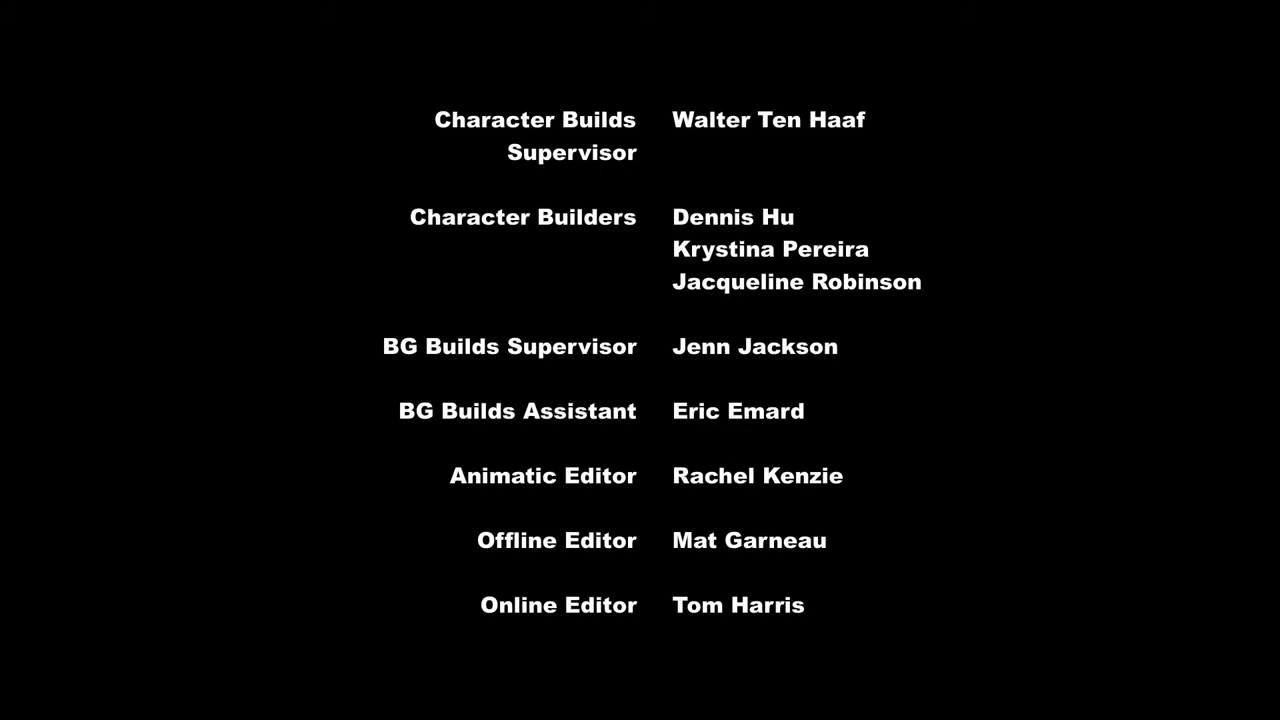 Character Builds Walter Ten Haaf
Supervisor
Character Builders Dennis Hu
Krystina Pereira
Jacqueline Robinson
BG Builds Supervisor Jenn Jackson
BG Builds Assistant Eric Emard
Animatic Editor Rachel Kenzie
Offline Editor Mat Garneau
Online Editor Tom Harris